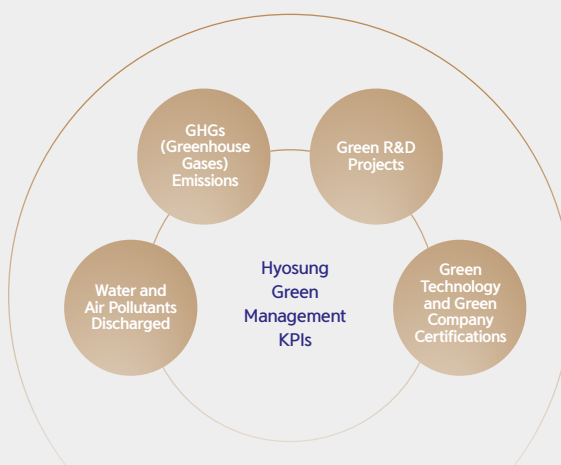 GHGs
(Greenhouse
Gases)
Emissions
Green R&D
Projects
Water and
Air Pollutants
Discharged
Hyosung
Green
Management
KPIs
Green
Technology
and Green
Company
Certifications